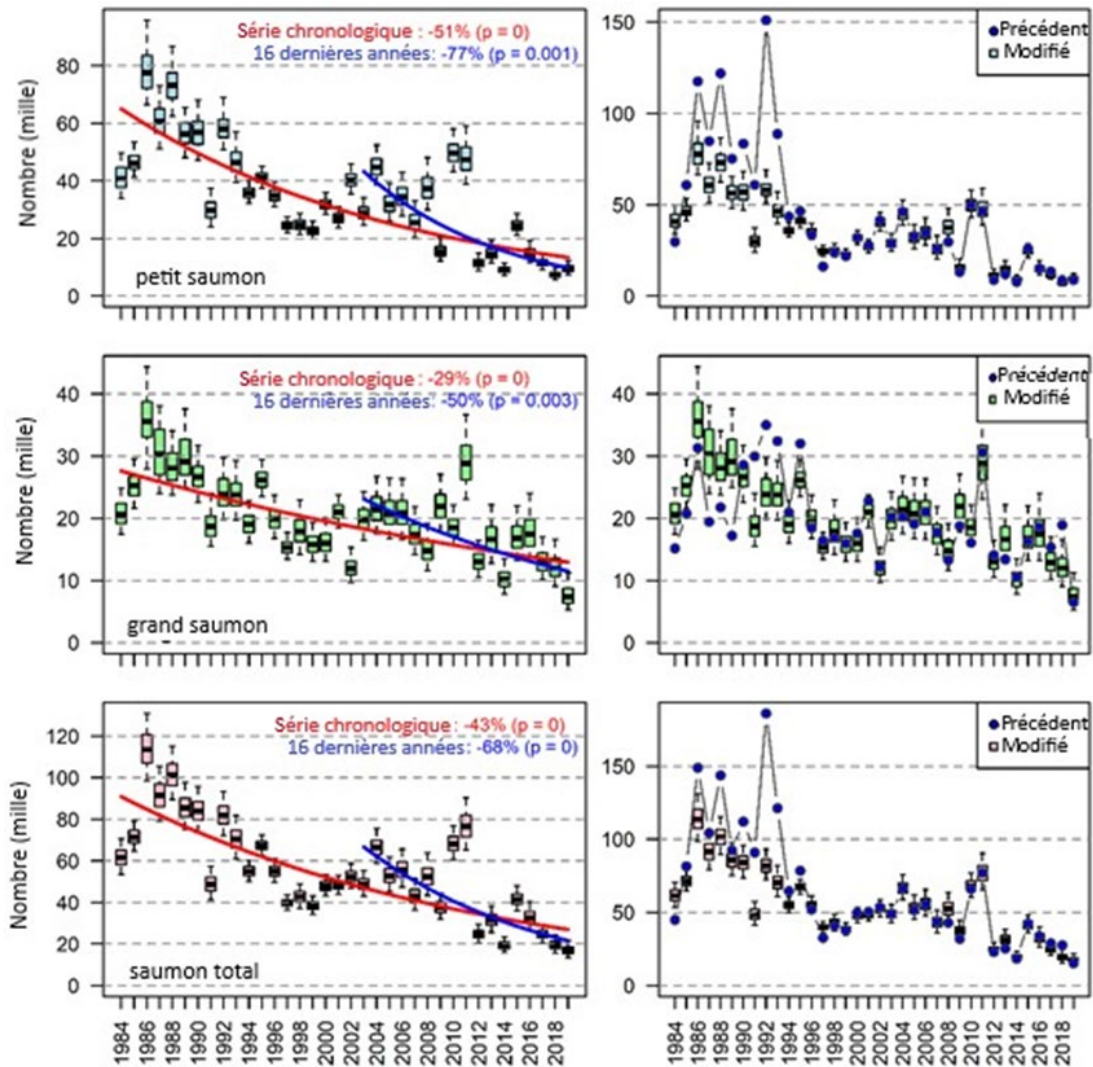 Série chronologique : -51% (p = 0)
16 dernières années: -77% (p = 0.001)
Nombre (mille)
80
60
40
20
0
petit saumon
150
100
50
0
Précédent
Modifié
Série chronologique : -29% (p = 0)
16 dernières années: -50% (p = 0.003)
40
30
20
10
0
grand saumon
40
30
20
10
0
Précédent
Modifié
Série chronologique : -43% (p = 0)
16 dernières années: -68% (p = 0)
Nombre (mille)
120
100
80
60
40
20
0
saumon total
1984 1986 1988 1990 1992 1994 1996 1998 2000 2002 2004 2006 2008 2010 2012 2014 2016 2018
150
100
50
0
Précédent
Modifié
1984 1986 1988 1990 1992 1994 1996 1998 2000 2002 2004 2006 2008 2010 2012 2014 2016 2018